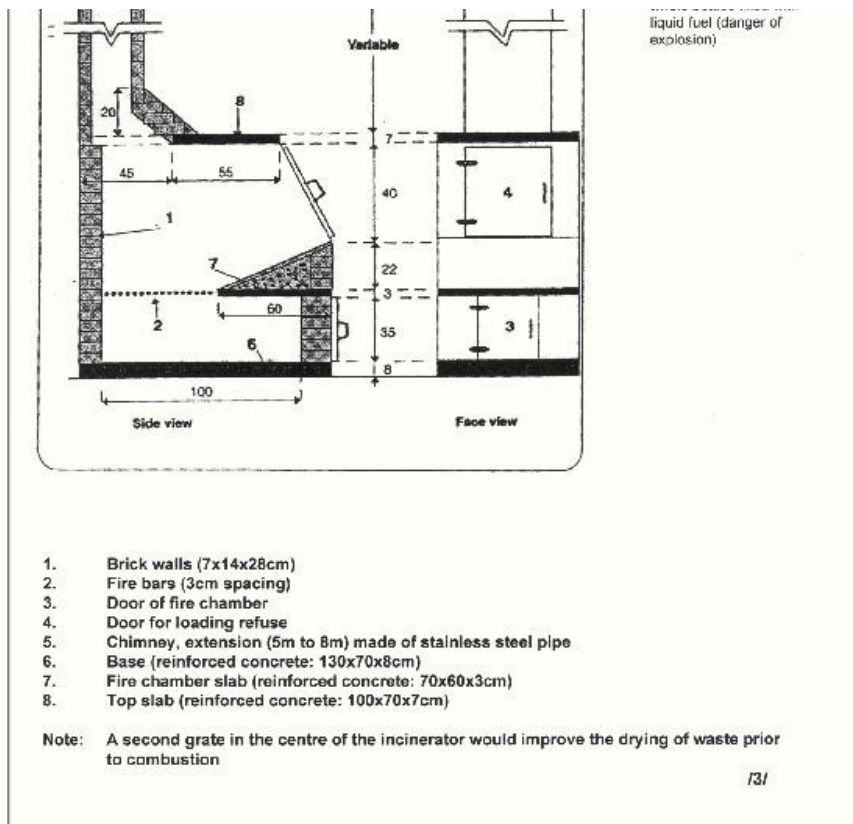 liquid fuel (danger of
explosion)
Variable
8
20
7
45
55
40
4
1
7
22
3
2
60
3
35
6
8
100
Side view
Face view
1. Brick walls (7x14x28cm)
2. Fire bars (3cm spacing)
3. Door of fire chamber
4. Door for loading refuse
5. Chimney, extension (5m to 8m) made of stainless steel pipe
6. Base (reinforced concrete: 130x70x8cm)
7. Fire chamber slab (reinforced concrete: 70x60x3cm)
8. Top slab (reinforced concrete: 100x70x7cm)
Note: A second grate in the centre of the incinerator would improve the drying of waste prior
to combustion
/3/